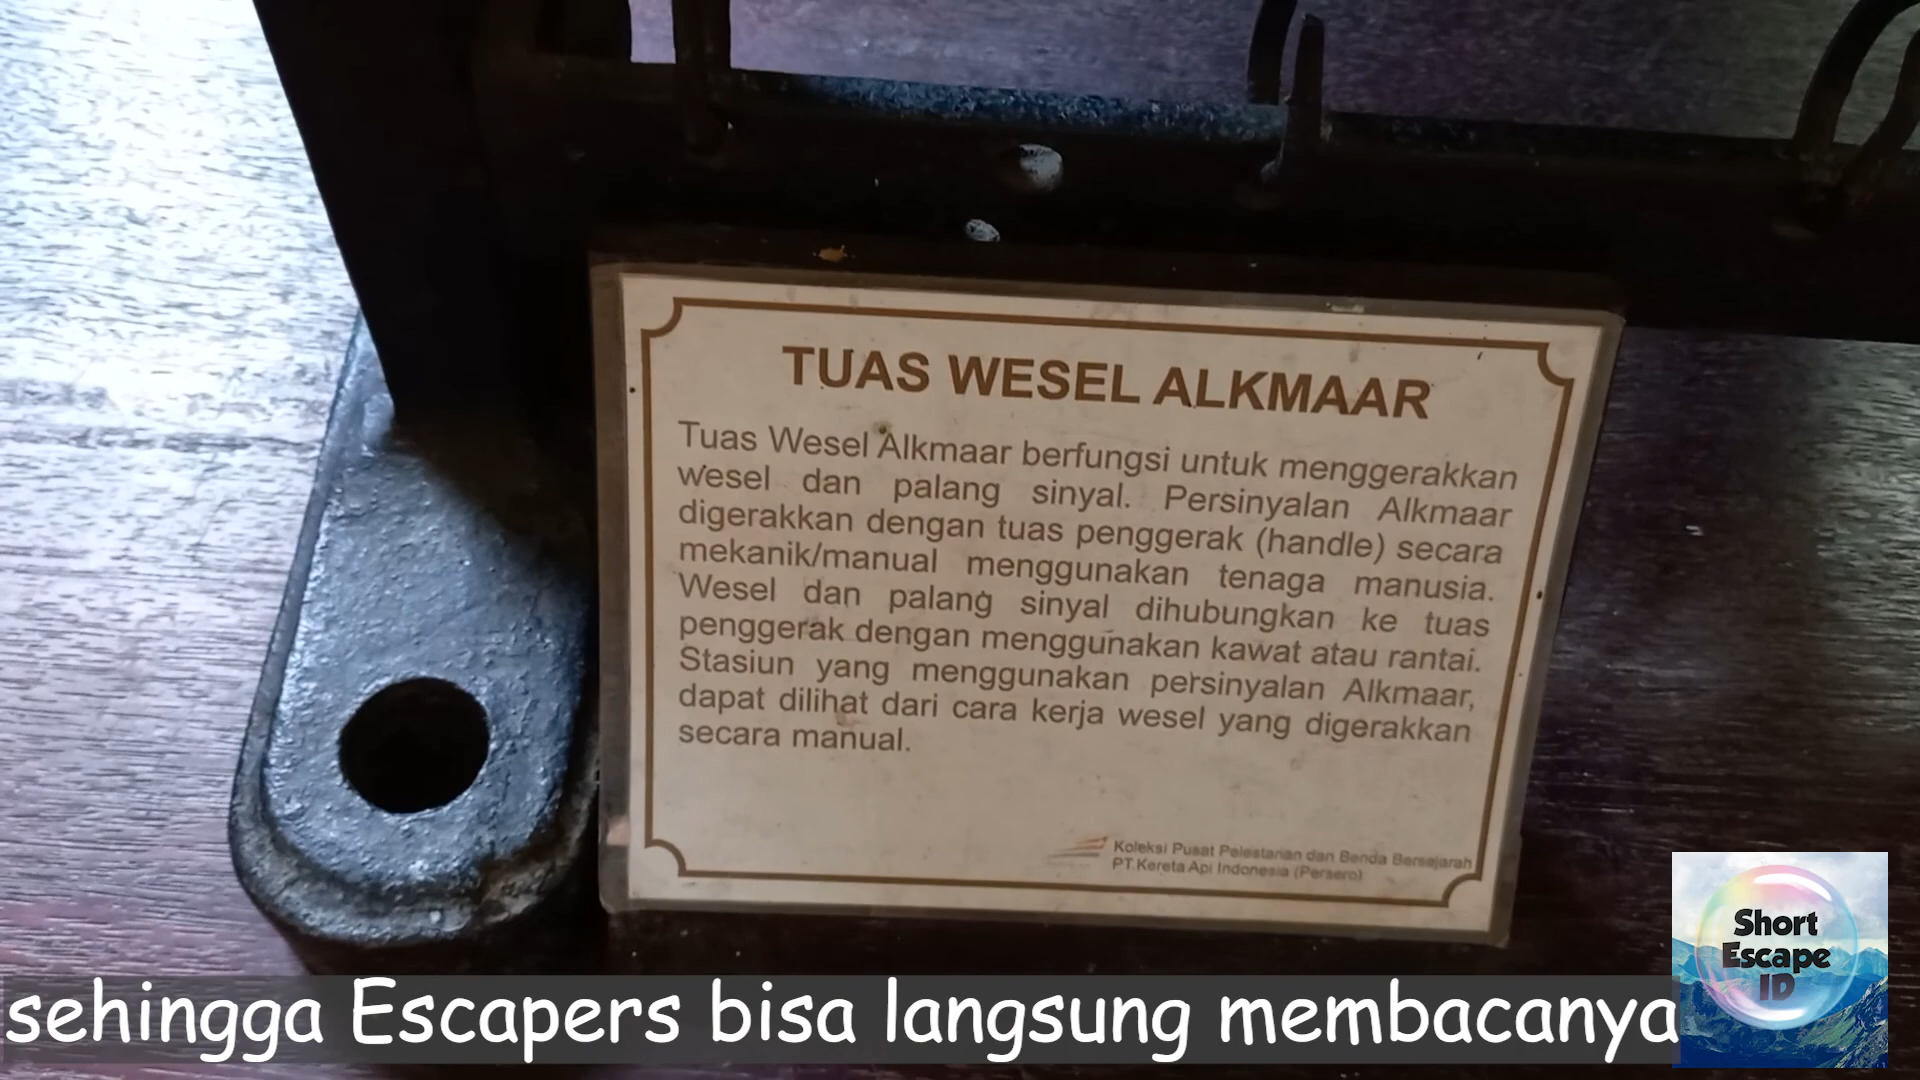 TUAS WESEL ALKMAAR
Tuas Wesel Alkmaar berfungsi untuk menggerakkan
wesel dan palang sinyal. Persinyalan Alkmaar
digerakkan dengan tuas penggerak (handle) secara
mekanik/manual menggunakan tenaga manusia.
Wesel dan palang sinyal dihubungkan ke tuas
penggerak dengan menggunakan kawat atau rantai.
Stasiun yang menggunakan persinyalan Alkmaar,
dapat dilihat dari cara kerja wesel yang digerakkan
secara manual.
Koleksi Pusat Pelestarian dan Benda Bersejarah
PT.Kereta Api Indonesia (Persero)
Short
Escape
ID
sehingga Escapers bisa langsung membacanya